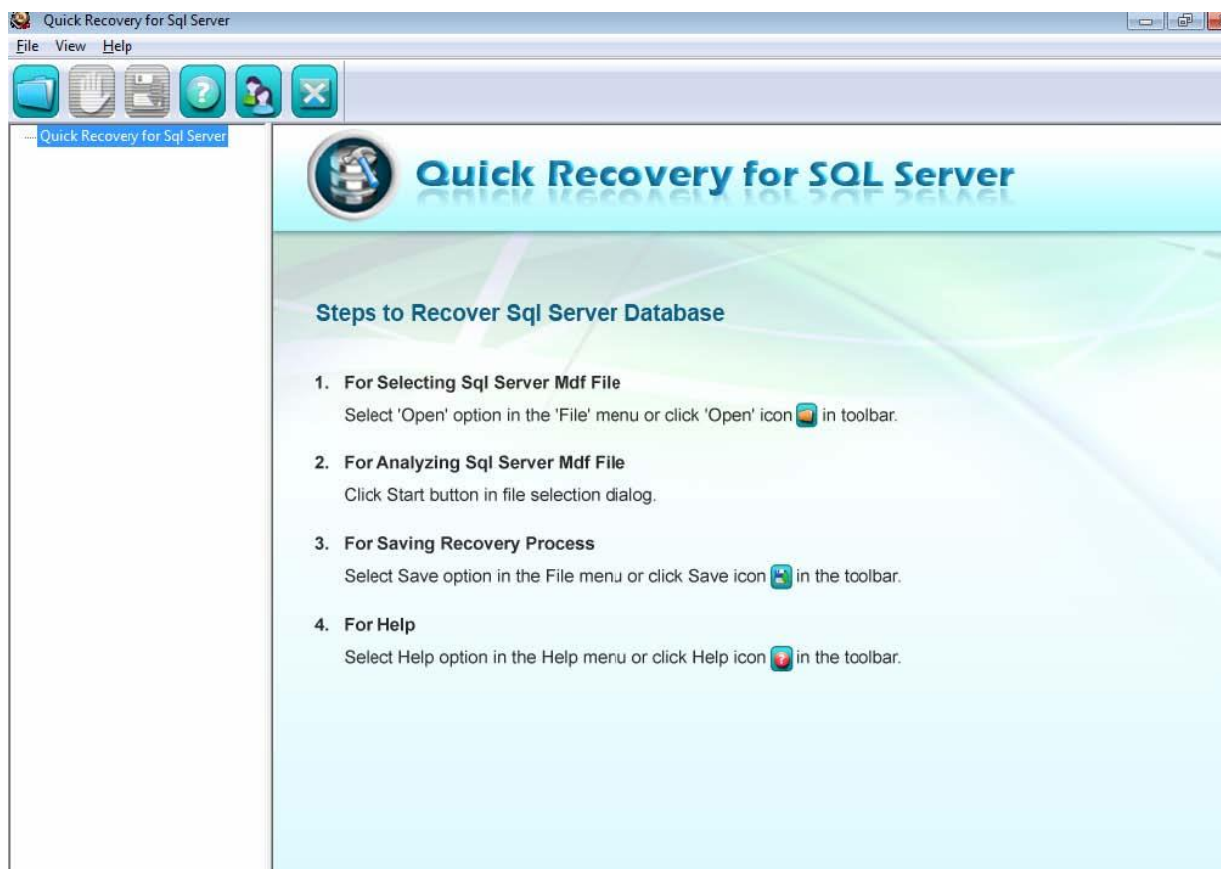 Quick Recovery for Sql Server
File View Help
Quick Recovery for Sql Server
Quick Recovery for SQL Server
Steps to Recover Sql Server Database
1. For Selecting Sql Server Mdf File
Select 'Open' option in the 'File' menu or click 'Open' icon in toolbar.
2. For Analyzing Sql Server Mdf File
Click Start button in file selection dialog.
3. For Saving Recovery Process
Select Save option in the File menu or click Save icon in the toolbar.
4. For Help
Select Help option in the Help menu or click Help icon in the toolbar.